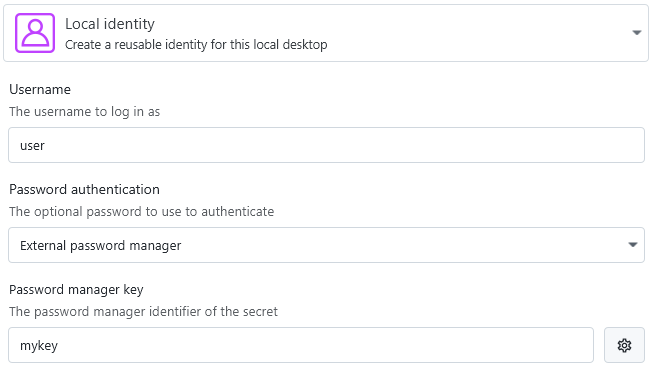 Local identity
Create a reusable identity for this local desktop
Username
The username to log in as
user
Password authentication
The optional password to use to authenticate
External password manager
Password manager key
The password manager identifier of the secret
mykey